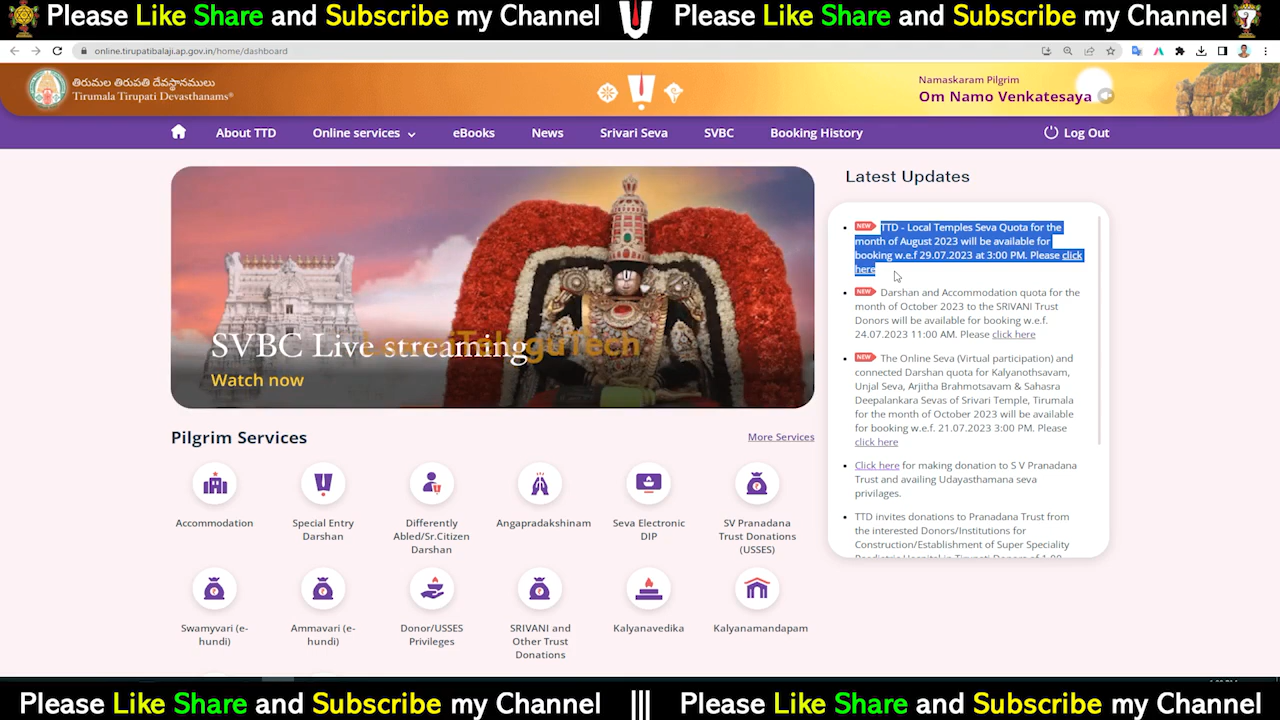 Please Like Share and Subscribe my Channel
Please Like Share and Subscribe my Channel
online.tirupatibalaji.ap.gov.in/home/dashboard
తిరుమల తిరుపతి దేవస్థానములు
Tirumala Tirupati Devasthanams®
Namaskaram Pilgrim
Om Namo Venkatesaya
About TTD
Online services
eBooks
News
Srivari Seva
SVBC
Booking History
Log Out
SVBC Live streaming
Watch now
Latest Updates
NEW TTD - Local Temples Seva Quota for the
month of August 2023 will be available for
booking w.e.f 29.07.2023 at 3:00 PM. Please click
here
NEW Darshan and Accommodation quota for the
month of October 2023 to the SRIVANI Trust
Donors will be available for booking w.e.f.
24.07.2023 11:00 AM. Please click here
NEW The Online Seva (Virtual participation) and
connected Darshan quota for Kalyanothsavam,
Unjal Seva, Arjitha Brahmotsavam & Sahasra
Deepalankara Sevas of Srivari Temple, Tirumala
for the month of October 2023 will be available
for booking w.e.f. 21.07.2023 3:00 PM. Please
click here
Click here for making donation to S V Pranadana
Trust and availing Udayasthamana seva
privilages.
TTD invites donations to Pranadana Trust from
the interested Donors/Institutions for
Construction/Establishment of Super Speciality
Pilgrim Services
More Services
Accommodation
Special Entry
Darshan
Differently
Abled/Sr.Citizen
Darshan
Angapradakshinam
Seva Electronic
DIP
SV Pranadana
Trust Donations
(USSES)
Swamyvari (e-
hundi)
Ammavari (e-
hundi)
Donor/USSES
Privileges
SRIVANI and
Other Trust
Donations
Kalyanavedika
Kalyanamandapam
Please Like Share and Subscribe my Channel
|||
Please Like Share and Subscribe my Channel